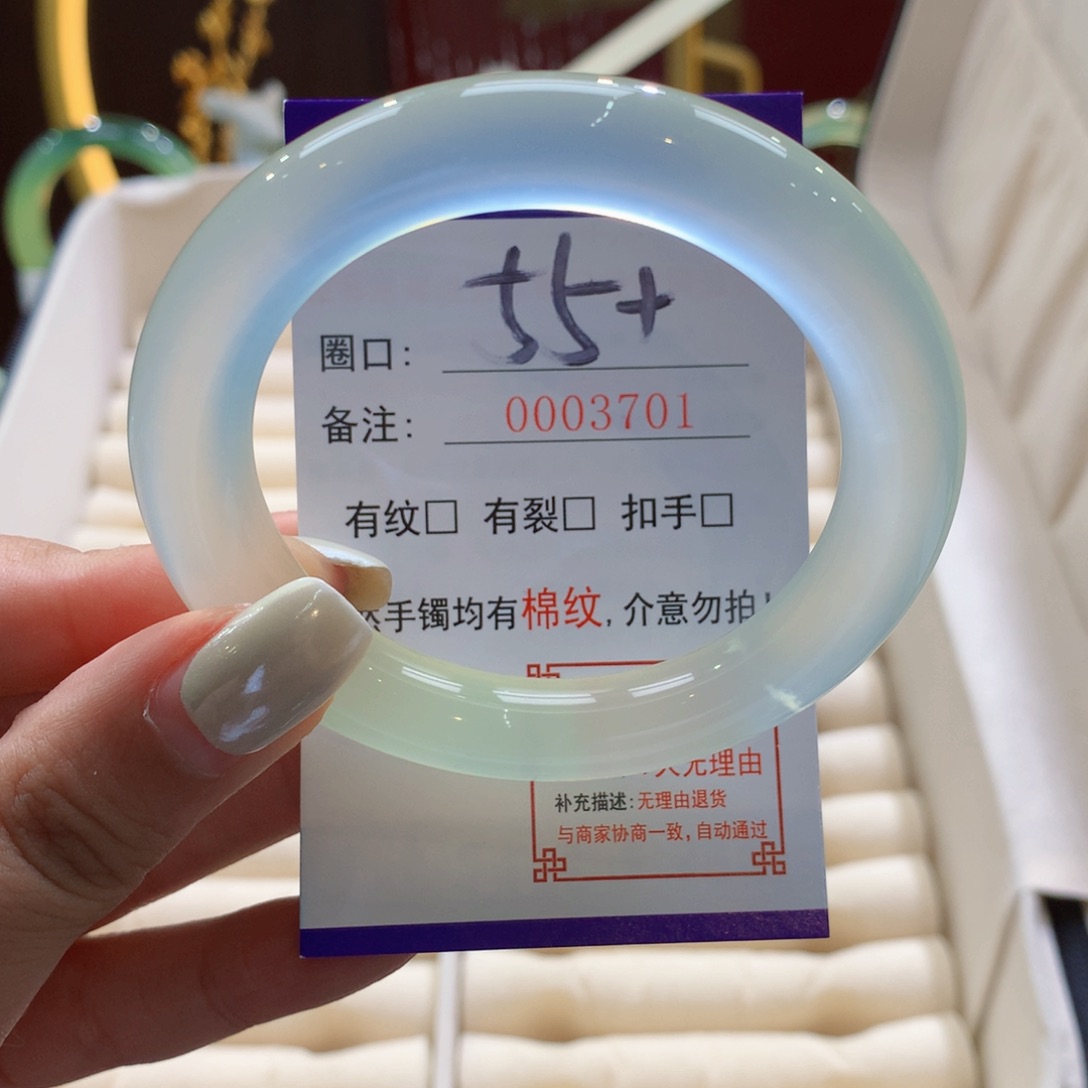 圈口: 55+
备注: 0003701
有纹□ 有裂□ 扣手□
手镯均有棉纹, 介意勿拍!
无理由
补充描述: 无理由退货
与商家协商一致, 自动通过